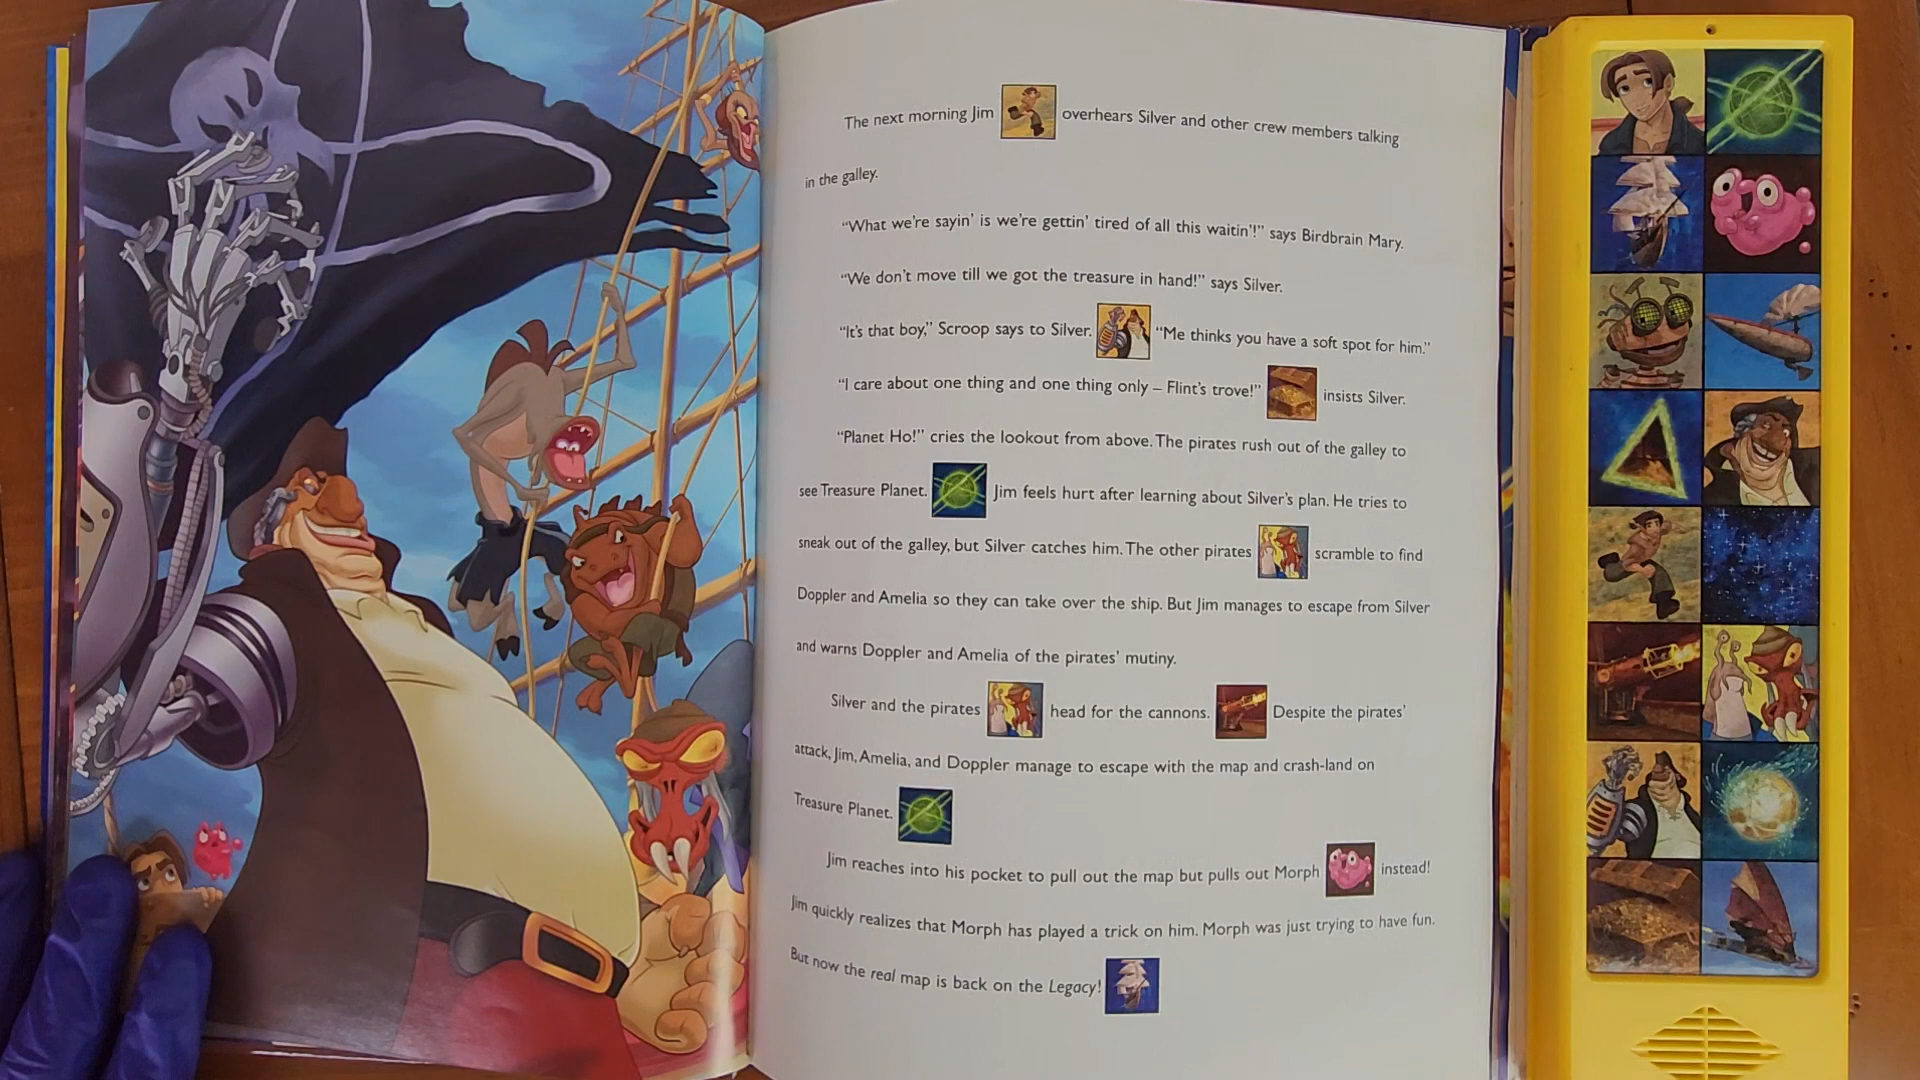 The next morning Jim overhears Silver and other crew members talking
in the galley.
“What we’re sayin’ is we’re gettin’ tired of all this waitin’!” says Birdbrain Mary.
“We don’t move till we got the treasure in hand!” says Silver.
“It’s that boy,” Scroop says to Silver. “Me thinks you have a soft spot for him.”
“I care about one thing and one thing only – Flint’s trove!” insists Silver.
“Planet Ho!” cries the lookout from above. The pirates rush out of the galley to
see Treasure Planet. Jim feels hurt after learning about Silver’s plan. He tries to
sneak out of the galley, but Silver catches him. The other pirates scramble to find
Doppler and Amelia so they can take over the ship. But Jim manages to escape from Silver
and warns Doppler and Amelia of the pirates’ mutiny.
Silver and the pirates head for the cannons. Despite the pirates’
attack, Jim, Amelia, and Doppler manage to escape with the map and crash-land on
Treasure Planet.
Jim reaches into his pocket to pull out the map but pulls out Morph instead!
Jim quickly realizes that Morph has played a trick on him. Morph was just trying to have fun.
But now the real map is back on the Legacy!